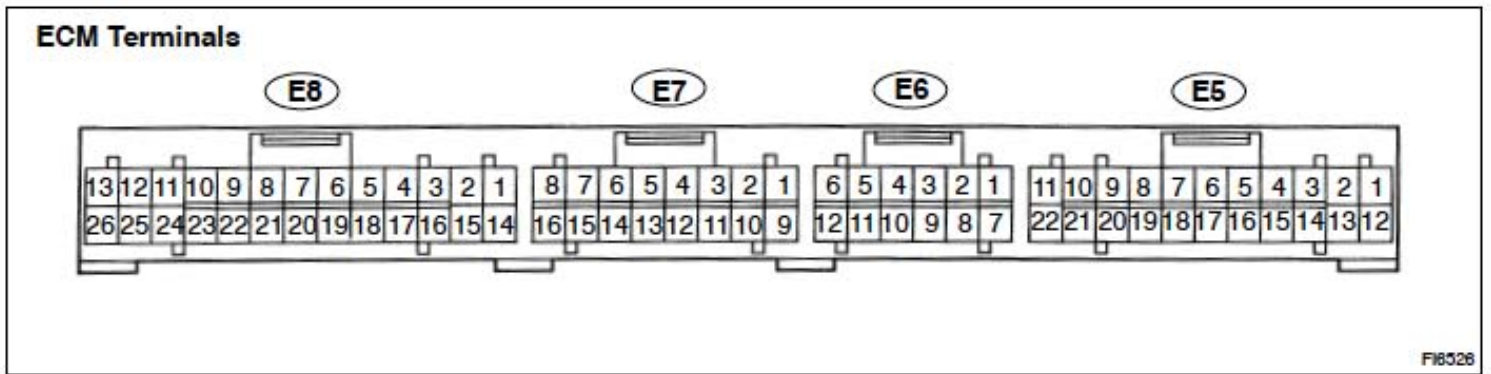 ECM Terminals
E8 E7 E6 E5
13 12 11 10 9 8 7 6 5 4 3 2 1 8 7 6 5 4 3 2 1 6 5 4 3 2 1 11 10 9 8 7 6 5 4 3 2 1
26 25 24 23 22 21 20 19 18 17 16 15 14 16 15 14 13 12 11 10 9 12 11 10 9 8 7 22 21 20 19 18 17 16 15 14 13 12
FI6526